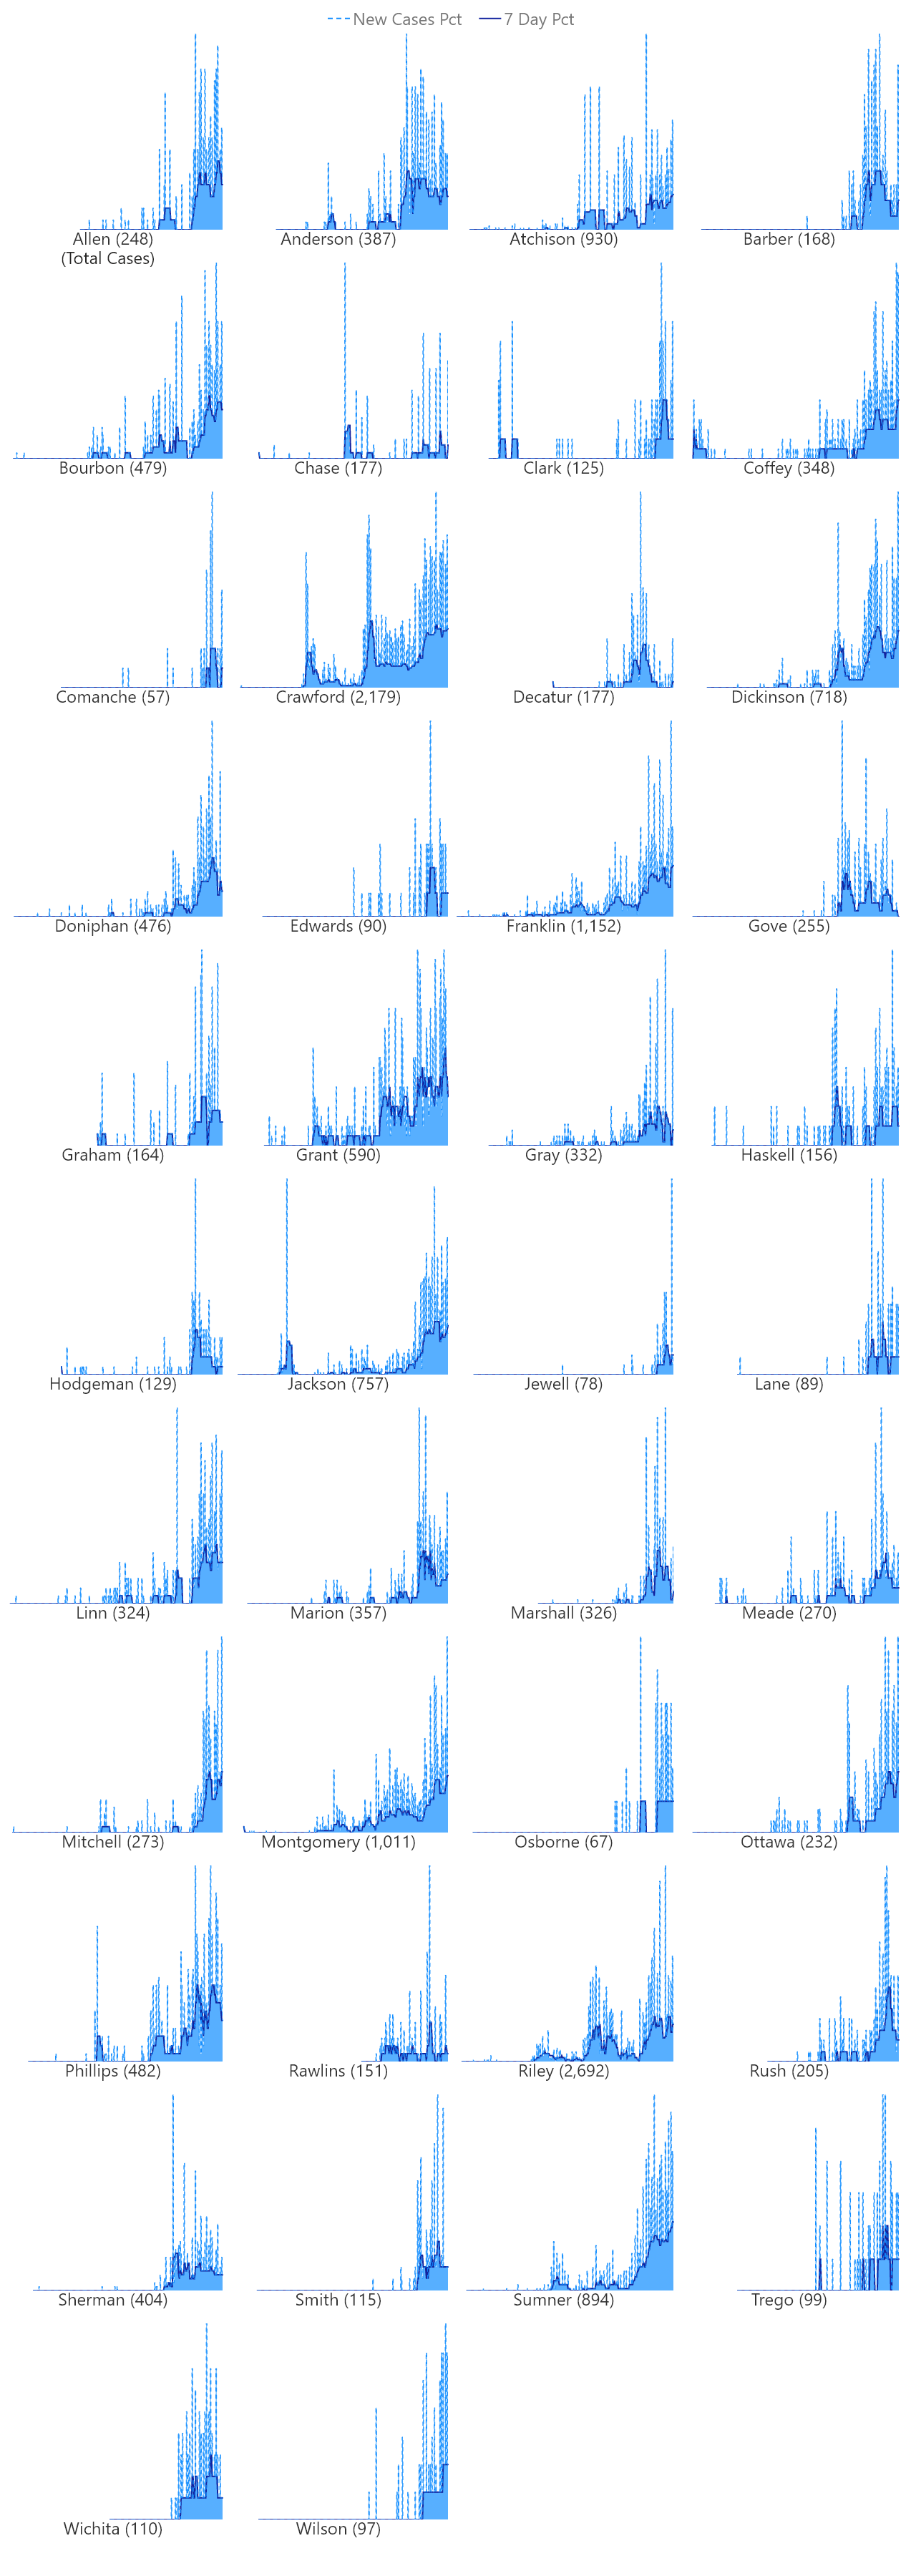 New Cases Pct 7 Day Pct
Allen (248) Anderson (387) Atchison (930) Barber (168)
(Total Cases)
Bourbon (479) Chase (177) Clark (125) Coffey (348)
Comanche (57) Crawford (2,179) Decatur (177) Dickinson (718)
Doniphan (476) Edwards (90) Franklin (1,152) Gove (255)
Graham (164) Grant (590) Gray (332) Haskell (156)
Hodgeman (129) Jackson (757) Jewell (78) Lane (89)
Linn (324) Marion (357) Marshall (326) Meade (270)
Mitchell (273) Montgomery (1,011) Osborne (67) Ottawa (232)
Phillips (482) Rawlins (151) Riley (2,692) Rush (205)
Sherman (404) Smith (115) Sumner (894) Trego (99)
Wichita (110) Wilson (97)